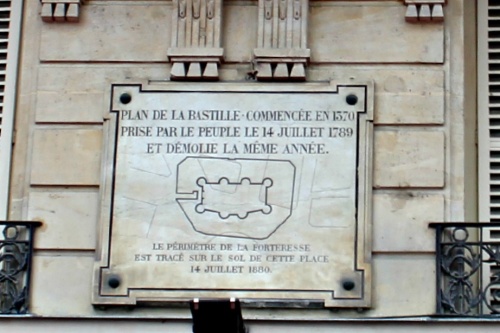 PLAN DE LA BASTILLE · COMMENCÉE EN 1370
PRISE PAR LE PEUPLE LE 14 JUILLET 1789
ET DÉMOLIE LA MÊME ANNÉE.
LE PÉRIMÈTRE DE LA FORTERESSE
EST TRACÉ SUR LE SOL DE CETTE PLACE
14 JUILLET 1880.